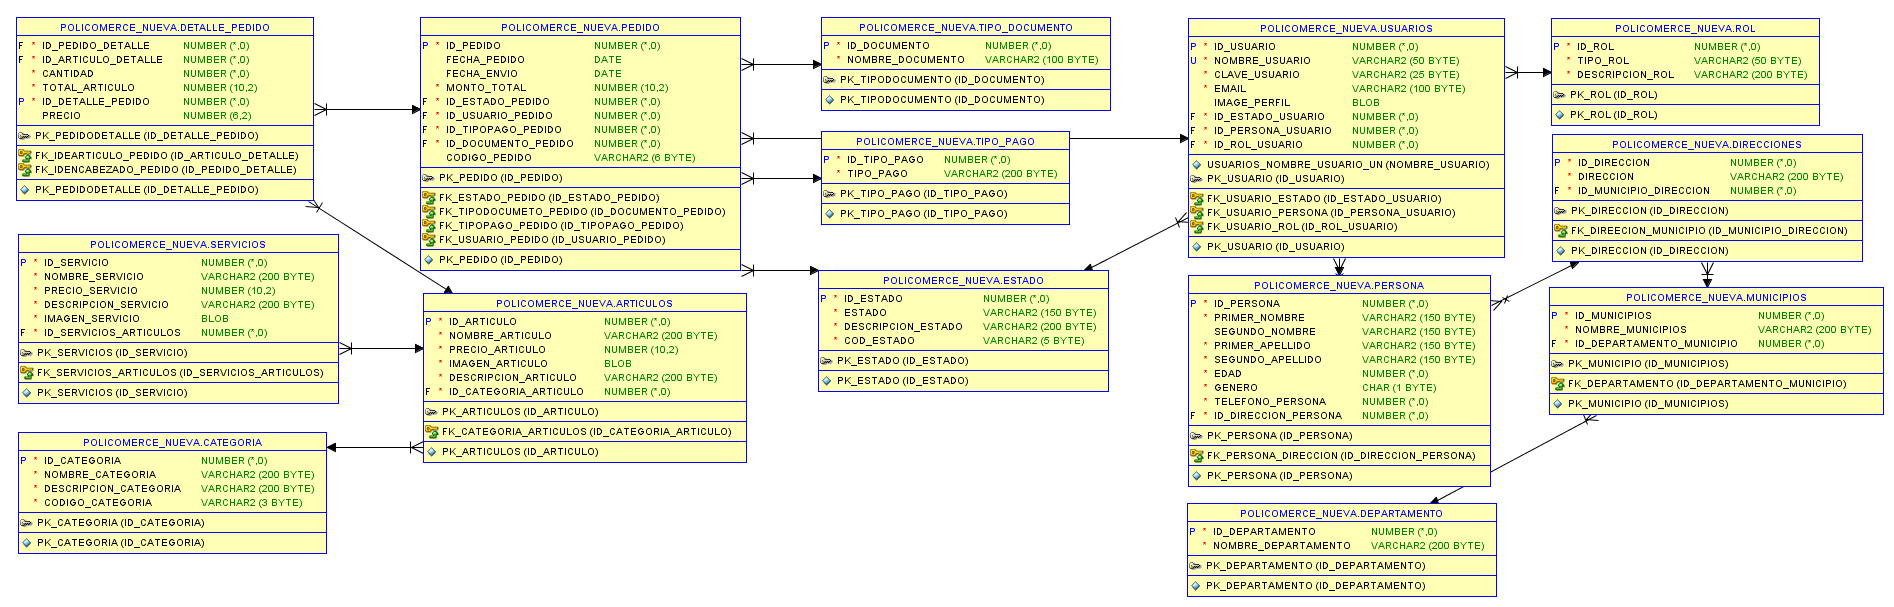 POLICOMERCE_NUEVA.DETALLE_PEDIDO
F * ID_PEDIDO_DETALLE NUMBER (*,0)
F * ID_ARTICULO_DETALLE NUMBER (*,0)
* CANTIDAD NUMBER (*,0)
* TOTAL_ARTICULO NUMBER (10,2)
P * ID_DETALLE_PEDIDO NUMBER (*,0)
PRECIO NUMBER (6,2)
PK_PEDIDODETALLE (ID_DETALLE_PEDIDO)
FK_IDEARTICULO_PEDIDO (ID_ARTICULO_DETALLE)
FK_IDENCABEZADO_PEDIDO (ID_PEDIDO_DETALLE)
PK_PEDIDODETALLE (ID_DETALLE_PEDIDO)
POLICOMERCE_NUEVA.SERVICIOS
P * ID_SERVICIO NUMBER (*,0)
* NOMBRE_SERVICIO VARCHAR2 (200 BYTE)
* PRECIO_SERVICIO NUMBER (10,2)
* DESCRIPCION_SERVICIO VARCHAR2 (200 BYTE)
* IMAGEN_SERVICIO BLOB
F * ID_SERVICIOS_ARTICULOS NUMBER (*,0)
PK_SERVICIOS (ID_SERVICIO)
FK_SERVICIOS_ARTICULOS (ID_SERVICIOS_ARTICULOS)
PK_SERVICIOS (ID_SERVICIO)
POLICOMERCE_NUEVA.CATEGORIA
P * ID_CATEGORIA NUMBER (*,0)
* NOMBRE_CATEGORIA VARCHAR2 (200 BYTE)
* DESCRIPCION_CATEGORIA VARCHAR2 (200 BYTE)
* CODIGO_CATEGORIA VARCHAR2 (3 BYTE)
PK_CATEGORIA (ID_CATEGORIA)
PK_CATEGORIA (ID_CATEGORIA)
POLICOMERCE_NUEVA.PEDIDO
P * ID_PEDIDO NUMBER (*,0)
FECHA_PEDIDO DATE
FECHA_ENVIO DATE
* MONTO_TOTAL NUMBER (10,2)
F * ID_ESTADO_PEDIDO NUMBER (*,0)
F * ID_USUARIO_PEDIDO NUMBER (*,0)
F * ID_TIPOPAGO_PEDIDO NUMBER (*,0)
F * ID_DOCUMENTO_PEDIDO NUMBER (*,0)
CODIGO_PEDIDO VARCHAR2 (6 BYTE)
PK_PEDIDO (ID_PEDIDO)
FK_ESTADO_PEDIDO (ID_ESTADO_PEDIDO)
FK_TIPODOCUMETO_PEDIDO (ID_DOCUMENTO_PEDIDO)
FK_TIPOPAGO_PEDIDO (ID_TIPOPAGO_PEDIDO)
FK_USUARIO_PEDIDO (ID_USUARIO_PEDIDO)
PK_PEDIDO (ID_PEDIDO)
POLICOMERCE_NUEVA.ARTICULOS
P * ID_ARTICULO NUMBER (*,0)
* NOMBRE_ARTICULO VARCHAR2 (200 BYTE)
* PRECIO_ARTICULO NUMBER (10,2)
* IMAGEN_ARTICULO BLOB
* DESCRIPCION_ARTICULO VARCHAR2 (200 BYTE)
F * ID_CATEGORIA_ARTICULO NUMBER (*,0)
PK_ARTICULOS (ID_ARTICULO)
FK_CATEGORIA_ARTICULOS (ID_CATEGORIA_ARTICULO)
PK_ARTICULOS (ID_ARTICULO)
POLICOMERCE_NUEVA.TIPO_DOCUMENTO
P * ID_DOCUMENTO NUMBER (*,0)
* NOMBRE_DOCUMENTO VARCHAR2 (100 BYTE)
PK_TIPODOCUMENTO (ID_DOCUMENTO)
PK_TIPODOCUMENTO (ID_DOCUMENTO)
POLICOMERCE_NUEVA.TIPO_PAGO
P * ID_TIPO_PAGO NUMBER (*,0)
* TIPO_PAGO VARCHAR2 (200 BYTE)
PK_TIPO_PAGO (ID_TIPO_PAGO)
PK_TIPO_PAGO (ID_TIPO_PAGO)
POLICOMERCE_NUEVA.ESTADO
P * ID_ESTADO NUMBER (*,0)
* ESTADO VARCHAR2 (150 BYTE)
* DESCRIPCION_ESTADO VARCHAR2 (200 BYTE)
* COD_ESTADO VARCHAR2 (5 BYTE)
PK_ESTADO (ID_ESTADO)
PK_ESTADO (ID_ESTADO)
POLICOMERCE_NUEVA.USUARIOS
P * ID_USUARIO NUMBER (*,0)
U * NOMBRE_USUARIO VARCHAR2 (50 BYTE)
* CLAVE_USUARIO VARCHAR2 (25 BYTE)
* EMAIL VARCHAR2 (100 BYTE)
IMAGE_PERFIL BLOB
F * ID_ESTADO_USUARIO NUMBER (*,0)
F * ID_PERSONA_USUARIO NUMBER (*,0)
F * ID_ROL_USUARIO NUMBER (*,0)
USUARIOS_NOMBRE_USUARIO_UN (NOMBRE_USUARIO)
PK_USUARIO (ID_USUARIO)
FK_USUARIO_ESTADO (ID_ESTADO_USUARIO)
FK_USUARIO_PERSONA (ID_PERSONA_USUARIO)
FK_USUARIO_ROL (ID_ROL_USUARIO)
PK_USUARIO (ID_USUARIO)
POLICOMERCE_NUEVA.PERSONA
P * ID_PERSONA NUMBER (*,0)
* PRIMER_NOMBRE VARCHAR2 (150 BYTE)
SEGUNDO_NOMBRE VARCHAR2 (150 BYTE)
* PRIMER_APELLIDO VARCHAR2 (150 BYTE)
* SEGUNDO_APELLIDO VARCHAR2 (150 BYTE)
* EDAD NUMBER (*,0)
* GENERO CHAR (1 BYTE)
* TELEFONO_PERSONA NUMBER (*,0)
F * ID_DIRECCION_PERSONA NUMBER (*,0)
PK_PERSONA (ID_PERSONA)
FK_PERSONA_DIRECCION (ID_DIRECCION_PERSONA)
PK_PERSONA (ID_PERSONA)
POLICOMERCE_NUEVA.DEPARTAMENTO
P * ID_DEPARTAMENTO NUMBER (*,0)
* NOMBRE_DEPARTAMENTO VARCHAR2 (200 BYTE)
PK_DEPARTAMENTO (ID_DEPARTAMENTO)
PK_DEPARTAMENTO (ID_DEPARTAMENTO)
POLICOMERCE_NUEVA.ROL
P * ID_ROL NUMBER (*,0)
* TIPO_ROL VARCHAR2 (50 BYTE)
* DESCRIPCION_ROL VARCHAR2 (200 BYTE)
PK_ROL (ID_ROL)
PK_ROL (ID_ROL)
POLICOMERCE_NUEVA.DIRECCIONES
P * ID_DIRECCION NUMBER (*,0)
* DIRECCION VARCHAR2 (200 BYTE)
F * ID_MUNICIPIO_DIRECCION NUMBER (*,0)
PK_DIRECCION (ID_DIRECCION)
FK_DIREECION_MUNICIPIO (ID_MUNICIPIO_DIRECCION)
PK_DIRECCION (ID_DIRECCION)
POLICOMERCE_NUEVA.MUNICIPIOS
P * ID_MUNICIPIOS NUMBER (*,0)
* NOMBRE_MUNICIPIOS VARCHAR2 (200 BYTE)
F * ID_DEPARTAMENTO_MUNICIPIO NUMBER (*,0)
PK_MUNICIPIO (ID_MUNICIPIOS)
FK_DEPARTAMENTO (ID_DEPARTAMENTO_MUNICIPIO)
PK_MUNICIPIO (ID_MUNICIPIOS)